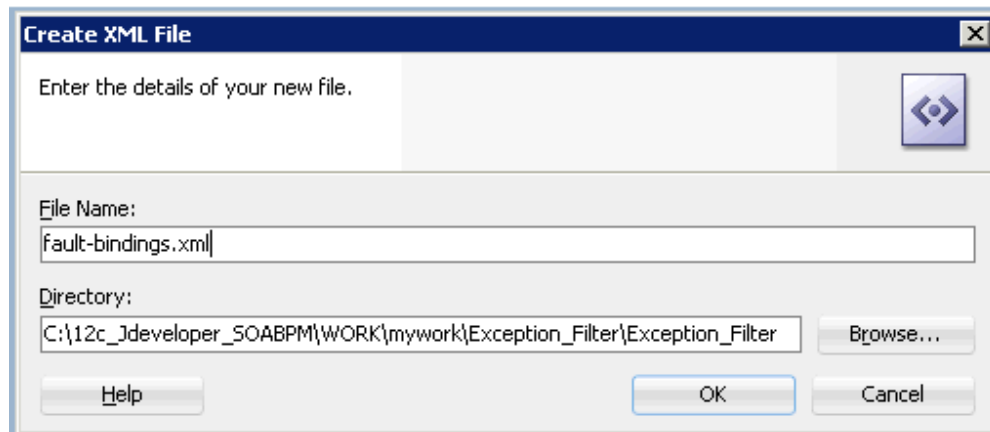 Create XML File
Enter the details of your new file.
File Name:
fault-bindings.xml
Directory:
C:\12c_Jdeveloper_SOABPM\WORK\mywork\Exception_Filter\Exception_Filter
Browse...
Help
OK
Cancel